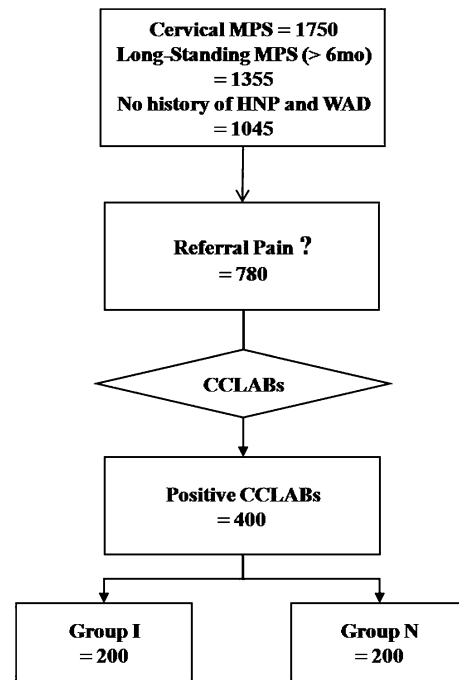 Cervical MPS = 1750
Long-Standing MPS (> 6mo)
= 1355
No history of HNP and WAD
= 1045
Referral Pain ?
= 780
CCLABs
Positive CCLABs
= 400
Group I
= 200
Group N
= 200